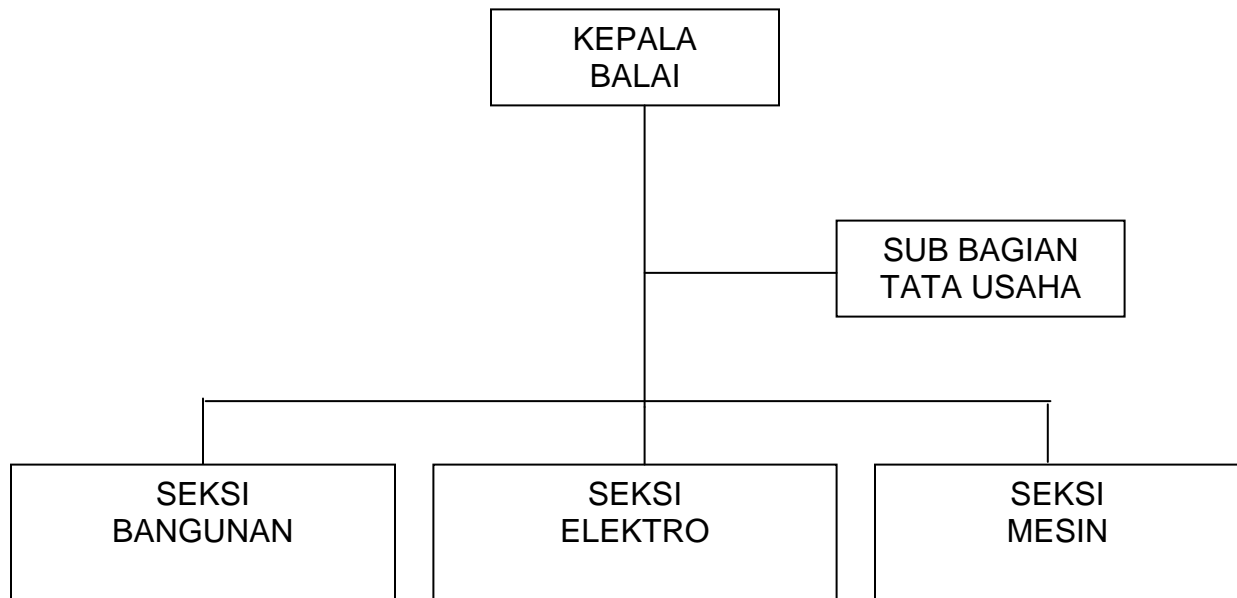 KEPALA
BALAI
SUB BAGIAN
TATA USAHA
SEKSI
BANGUNAN
SEKSI
ELEKTRO
SEKSI
MESIN